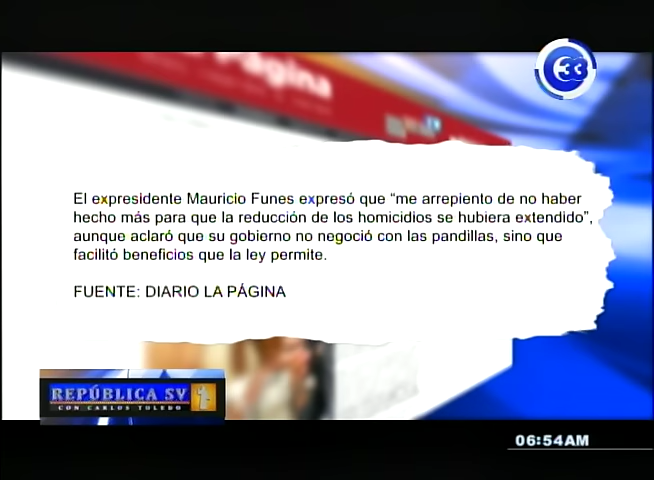 Página
33
El expresidente Mauricio Funes expresó que “me arrepiento de no haber
hecho más para que la reducción de los homicidios se hubiera extendido”,
aunque aclaró que su gobierno no negoció con las pandillas, sino que
facilitó beneficios que la ley permite.
FUENTE: DIARIO LA PÁGINA
REPÚBLICA SV
CON CARLOS TOLEDO
06:54AM